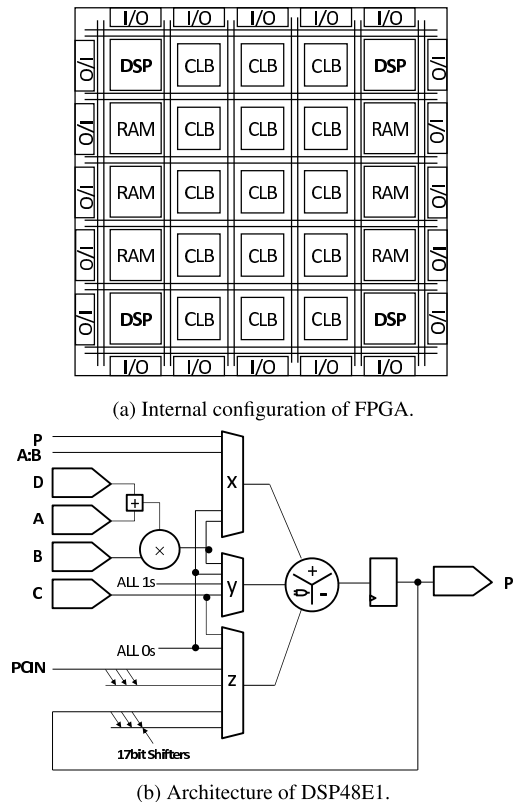 I/O I/O I/O I/O I/O
I/O DSP CLB CLB CLB DSP I/O
I/O RAM CLB CLB CLB RAM I/O
I/O RAM CLB CLB CLB RAM I/O
I/O RAM CLB CLB CLB RAM I/O
I/O DSP CLB CLB CLB DSP I/O
I/O I/O I/O I/O I/O
(a) Internal configuration of FPGA.
P
A:B
D
+
A
x
B
×
C
ALL 1s
y
+
-
P
ALL 0s
PCIN
z
17bit Shifters
(b) Architecture of DSP48E1.